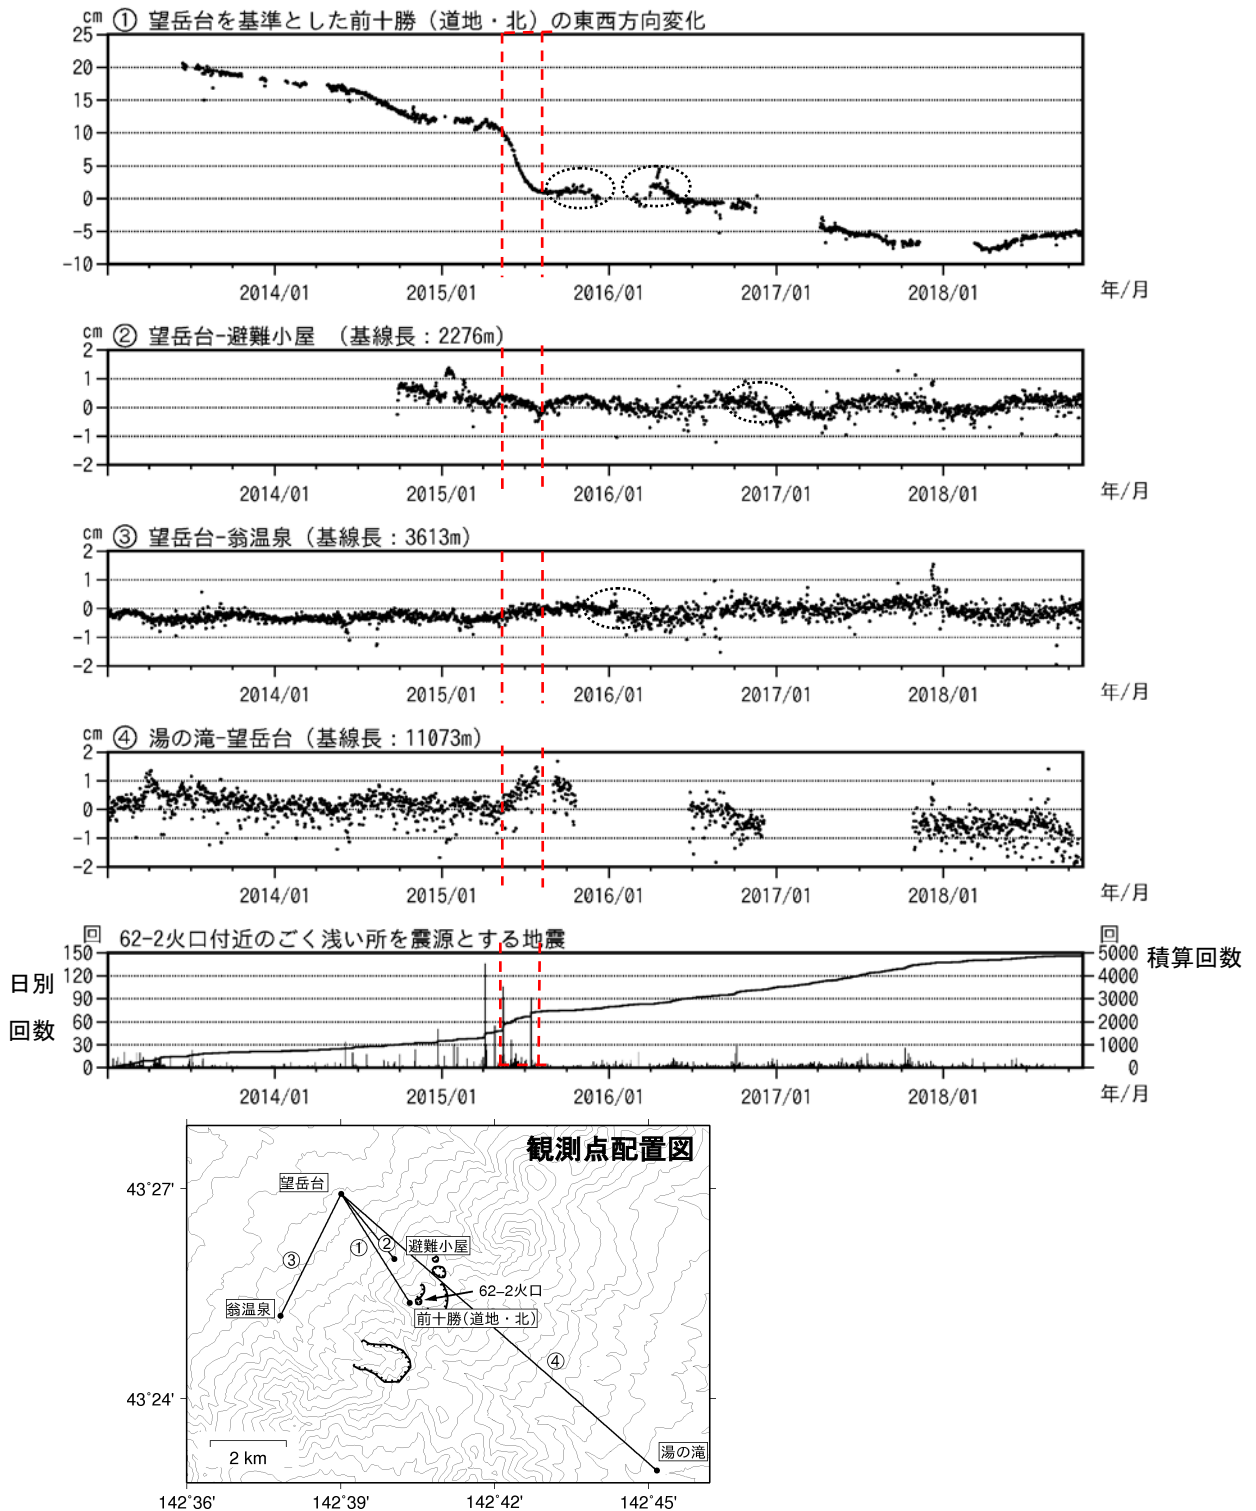 cm ① 望岳台を基準とした前十勝（道地・北）の東西方向変化
25
20
15
10
5
0
-5
-10
2014/01 2015/01 2016/01 2017/01 2018/01 年/月
cm ② 望岳台-避難小屋 （基線長：2276m）
2
1
0
-1
-2
2014/01 2015/01 2016/01 2017/01 2018/01 年/月
cm ③ 望岳台-翁温泉（基線長：3613m）
2
1
0
-1
-2
2014/01 2015/01 2016/01 2017/01 2018/01 年/月
cm ④ 湯の滝-望岳台（基線長：11073m）
2
1
0
-1
-2
2014/01 2015/01 2016/01 2017/01 2018/01 年/月
回 62-2火口付近のごく浅い所を震源とする地震 回
150 5000 積算回数
120 4000
日別
90 3000
回数
60 2000
30 1000
0 0
2014/01 2015/01 2016/01 2017/01 2018/01 年/月
観測点配置図
望岳台
43˚27'
① ② 避難小屋
③
62–2火口
翁温泉
前十勝(道地・北)
④
43˚24'
2 km
湯の滝
142˚36' 142˚39' 142˚42' 142˚45'